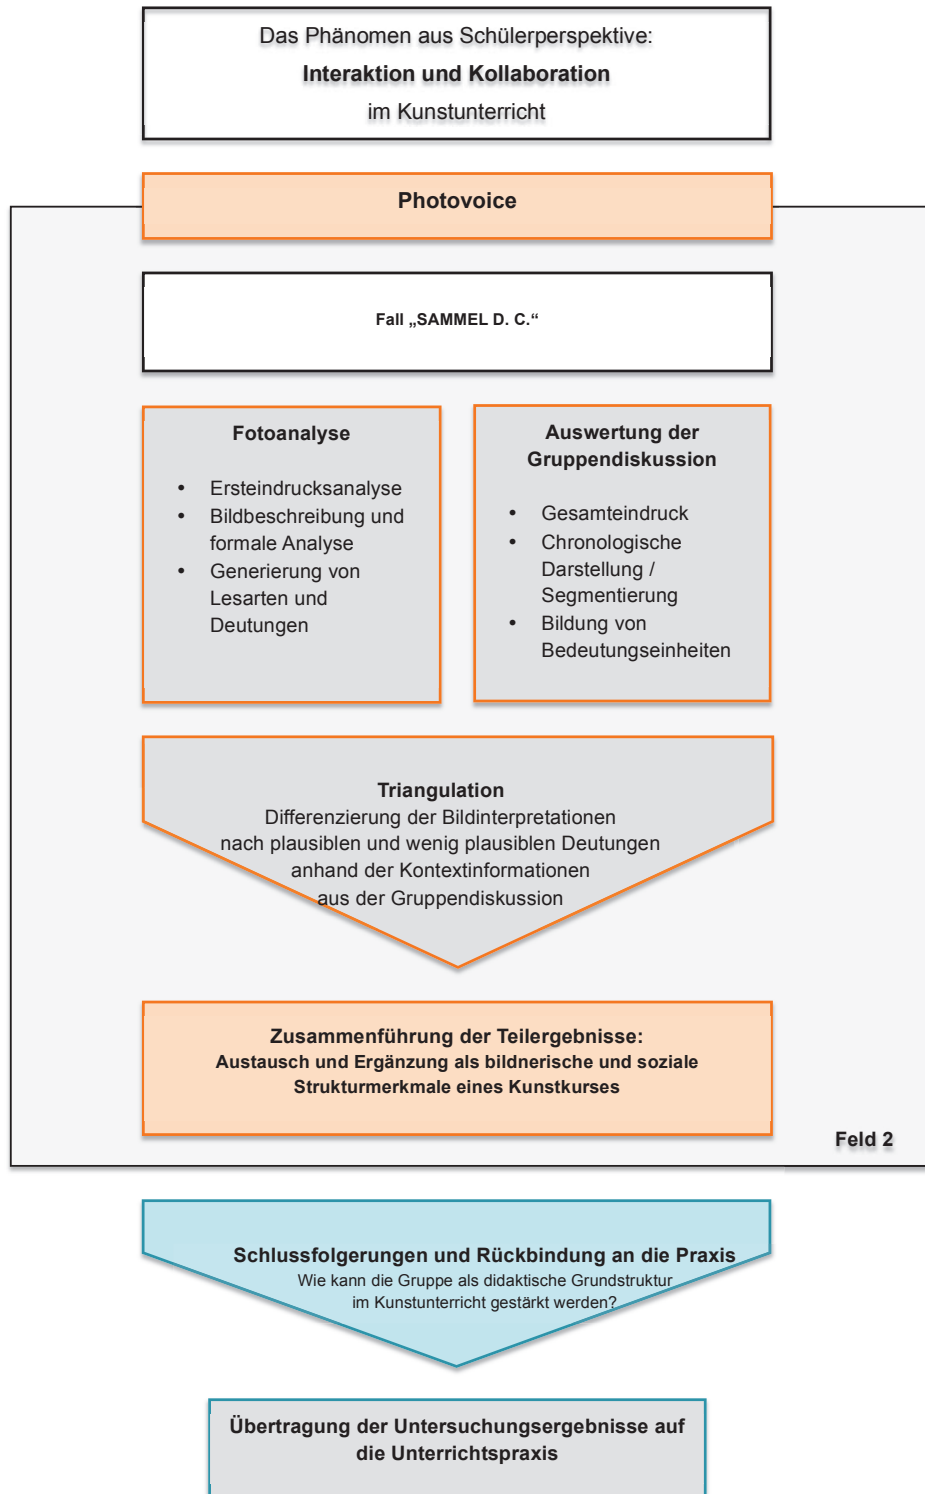 Das Phänomen aus Schülerperspektive:
Interaktion und Kollaboration
im Kunstunterricht
Photovoice
Fall „SAMMEL D. C.“
Fotoanalyse
• Ersteindrucksanalyse
• Bildbeschreibung und
formale Analyse
• Generierung von
Lesarten und
Deutungen
Auswertung der
Gruppendiskussion
• Gesamteindruck
• Chronologische
Darstellung /
Segmentierung
• Bildung von
Bedeutungseinheiten
Triangulation
Differenzierung der Bildinterpretationen
nach plausiblen und wenig plausiblen Deutungen
anhand der Kontextinformationen
aus der Gruppendiskussion
Zusammenführung der Teilergebnisse:
Austausch und Ergänzung als bildnerische und soziale
Strukturmerkmale eines Kunstkurses
Feld 2
Schlussfolgerungen und Rückbindung an die Praxis
Wie kann die Gruppe als didaktische Grundstruktur
im Kunstunterricht gestärkt werden?
Übertragung der Untersuchungsergebnisse auf
die Unterrichtspraxis